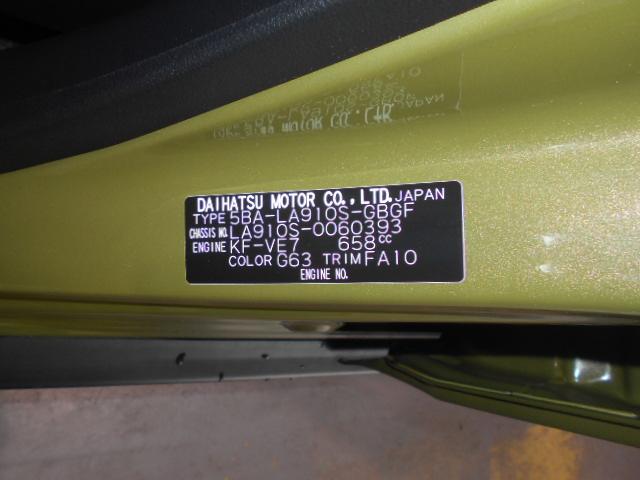 DAIHATSU MOTOR CO., LTD. JAPAN
TYPE 5BA-LA910S-GBGF
CHASSIS NO. LA910S-0060393
ENGINE KF-VE7 658cc
COLOR G63 TRIM FA10
ENGINE NO.